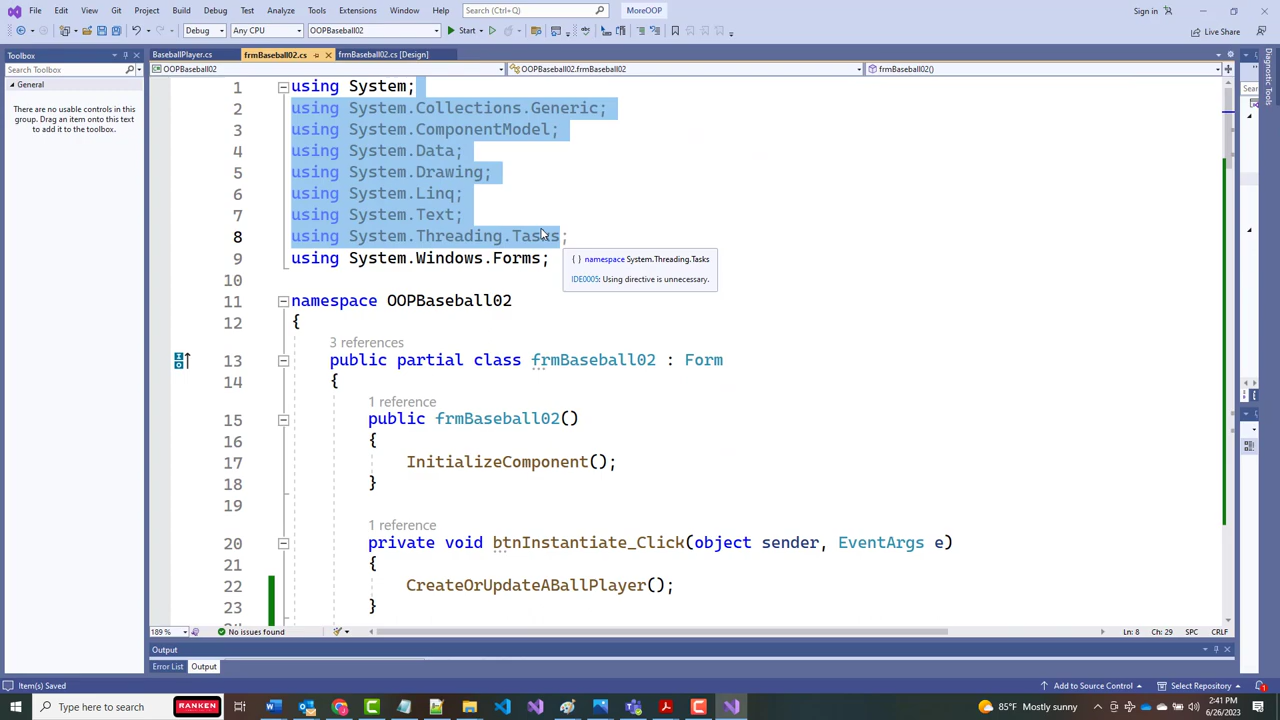 File Edit View Git Project Build Debug Test Analyze Tools Extensions Window Help Search (Ctrl+Q) MoreOOP Sign in
Debug Any CPU OOPBaseball02 Start Live Share
Toolbox
Search Toolbox
General
There are no usable controls in this
group. Drag an item onto this text
to add it to the toolbox.
BaseballPlayer.cs frmBaseball02.cs frmBaseball02.cs [Design]
OOPBaseball02 OOPBaseball02.frmBaseball02 frmBaseball02()
1 using System;
2 using System.Collections.Generic;
3 using System.ComponentModel;
4 using System.Data;
5 using System.Drawing;
6 using System.Linq;
7 using System.Text;
8 using System.Threading.Tasks;
9 using System.Windows.Forms;
{ } namespace System.Threading.Tasks
IDE0005: Using directive is unnecessary.
10
11 namespace OOPBaseball02
12 {
3 references
13 public partial class frmBaseball02 : Form
14 {
1 reference
15 public frmBaseball02()
16 {
17 InitializeComponent();
18 }
19
1 reference
20 private void btnInstantiate_Click(object sender, EventArgs e)
21 {
22 CreateOrUpdateABallPlayer();
23 }
189 % No issues found Ln: 8 Ch: 29 SPC CRLF
Output
Error List Output
Item(s) Saved Add to Source Control Select Repository
Diagnostic Tools
Type here to search RANKEN 85°F Mostly sunny 2:41 PM
6/26/2023